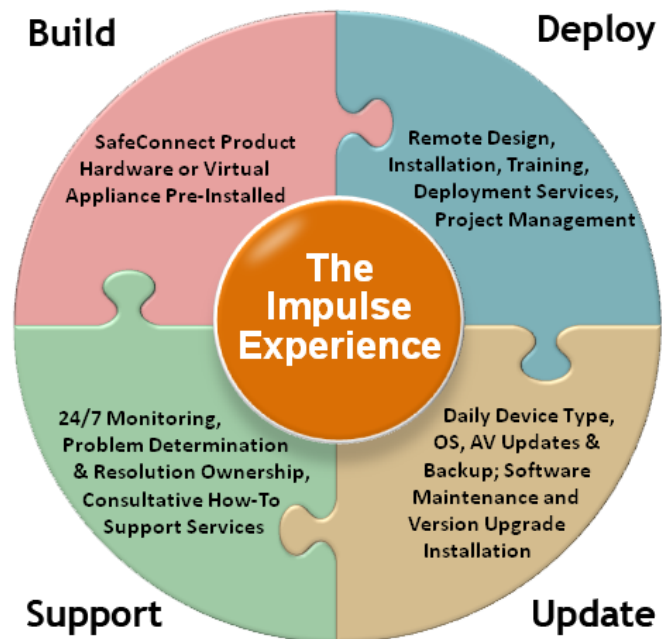 Build
Deploy
SafeConnect Product
Hardware or Virtual
Appliance Pre-Installed
Remote Design,
Installation, Training,
Deployment Services,
Project Management
The
Impulse
Experience
24/7 Monitoring,
Problem Determination
& Resolution Ownership,
Consultative How-To
Support Services
Daily Device Type,
OS, AV Updates &
Backup; Software
Maintenance and
Version Upgrade
Installation
Support
Update